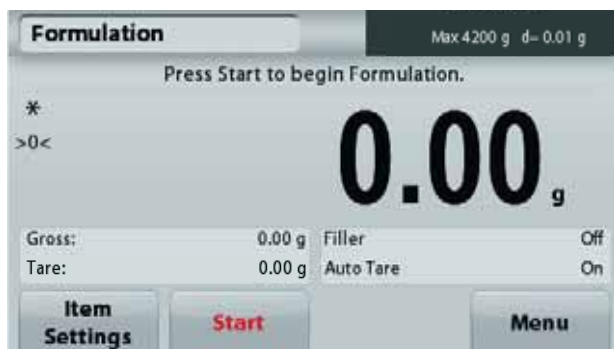 Formulation
Max 4200 g d= 0.01 g
Press Start to begin Formulation.
*
>0<
0.00 g
Gross: 0.00 g Filler Off
Tare: 0.00 g Auto Tare On
Item Settings
Start
Menu